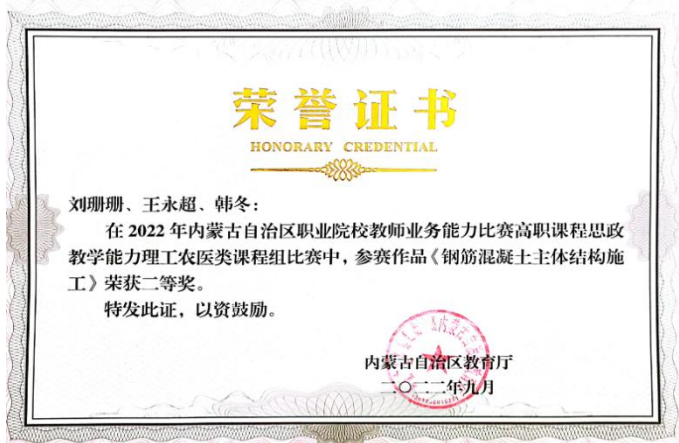 荣誉证书
HONORARY CREDENTIAL
刘珊珊、王永超、韩冬：
在 2022 年内蒙古自治区职业院校教师业务能力比赛高职课程思政
教学能力理工农医类课程组比赛中，参赛作品《钢筋混凝土主体结构施
工》荣获二等奖。
特发此证，以资鼓励。
内蒙古自治区教育厅
二〇二二年九月